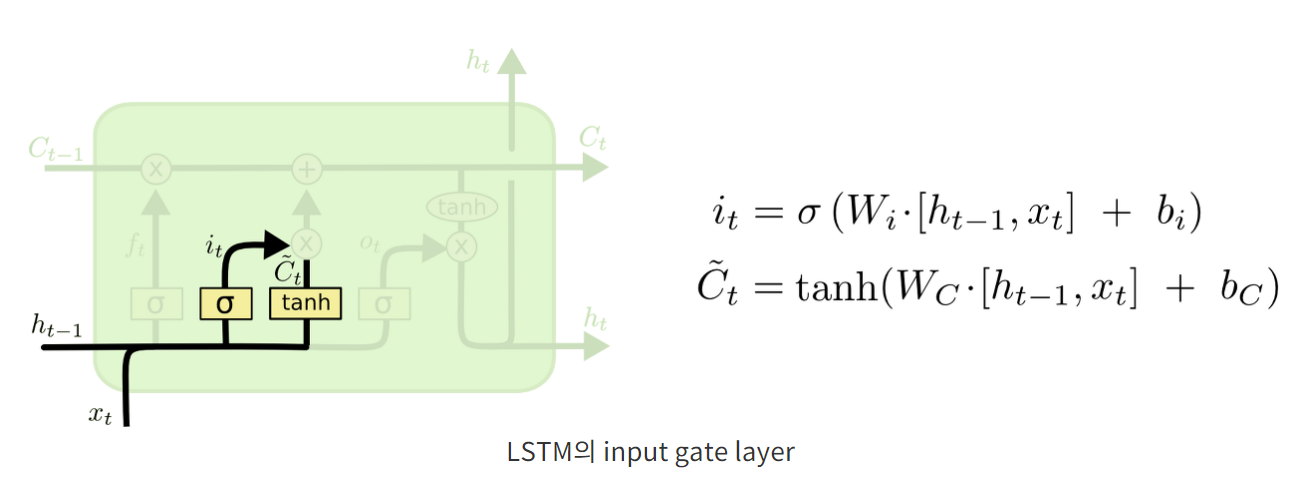 h_t
C_{t-1}
C_t
x
+
tanh
f_t
i_t
x
o_t
x
C̃_t
σ
σ
tanh
σ
h_{t-1}
h_t
x_t
i_t = σ (W_i·[h_{t-1}, x_t] + b_i)
C̃_t = tanh(W_C·[h_{t-1}, x_t] + b_C)
LSTM의 input gate layer